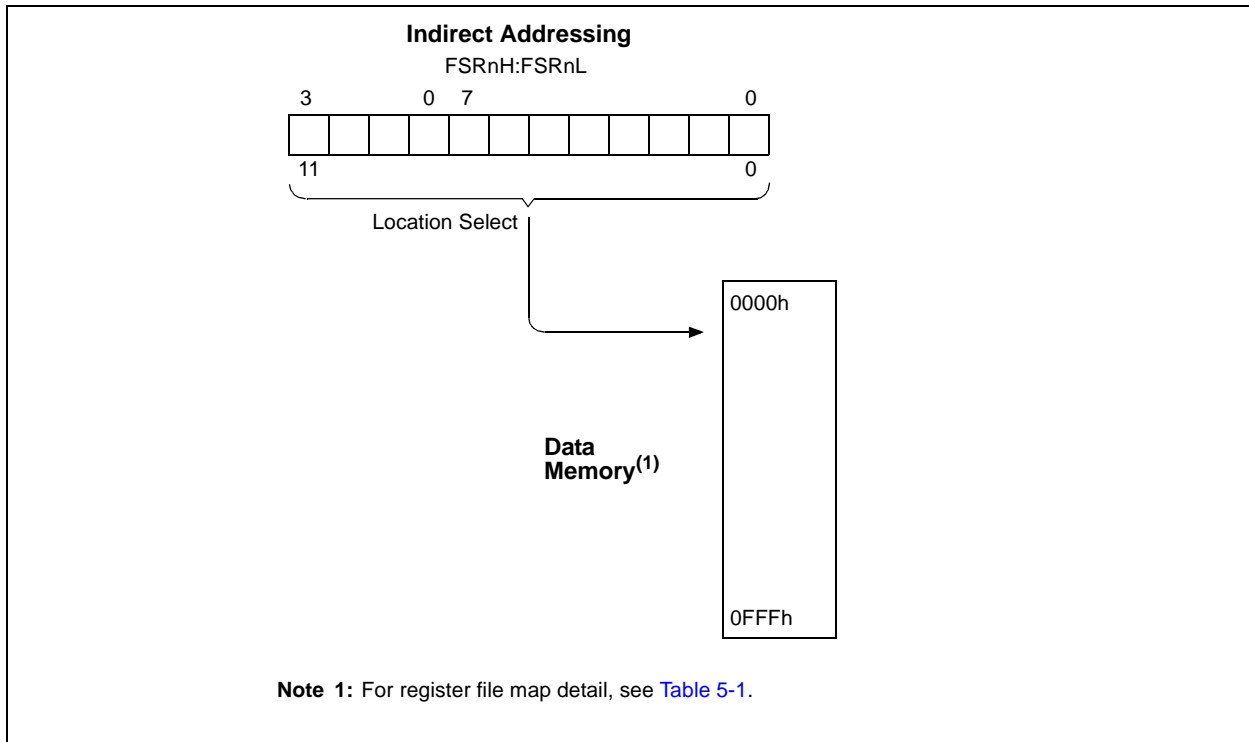 Indirect Addressing
FSRnH:FSRnL
3 0 7 0
11 0
Location Select
0000h
Data
Memory(1)
0FFFh
Note 1: For register file map detail, see Table 5-1.